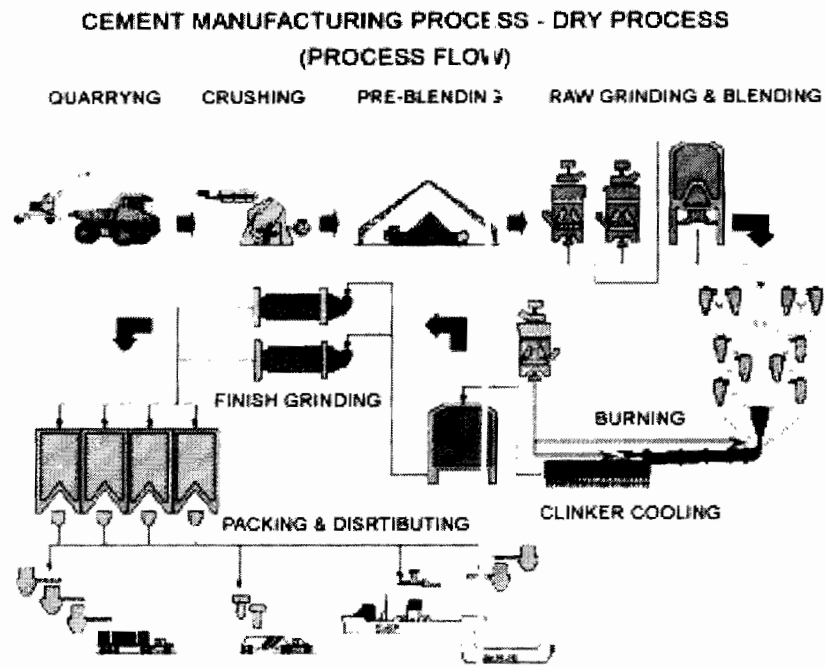 CEMENT MANUFACTURING PROCESS - DRY PROCESS
(PROCESS FLOW)
QUARRYNG CRUSHING PRE-BLENDING RAW GRINDING & BLENDING
FINISH GRINDING
BURNING
CLINKER COOLING
PACKING & DISRTIBUTING